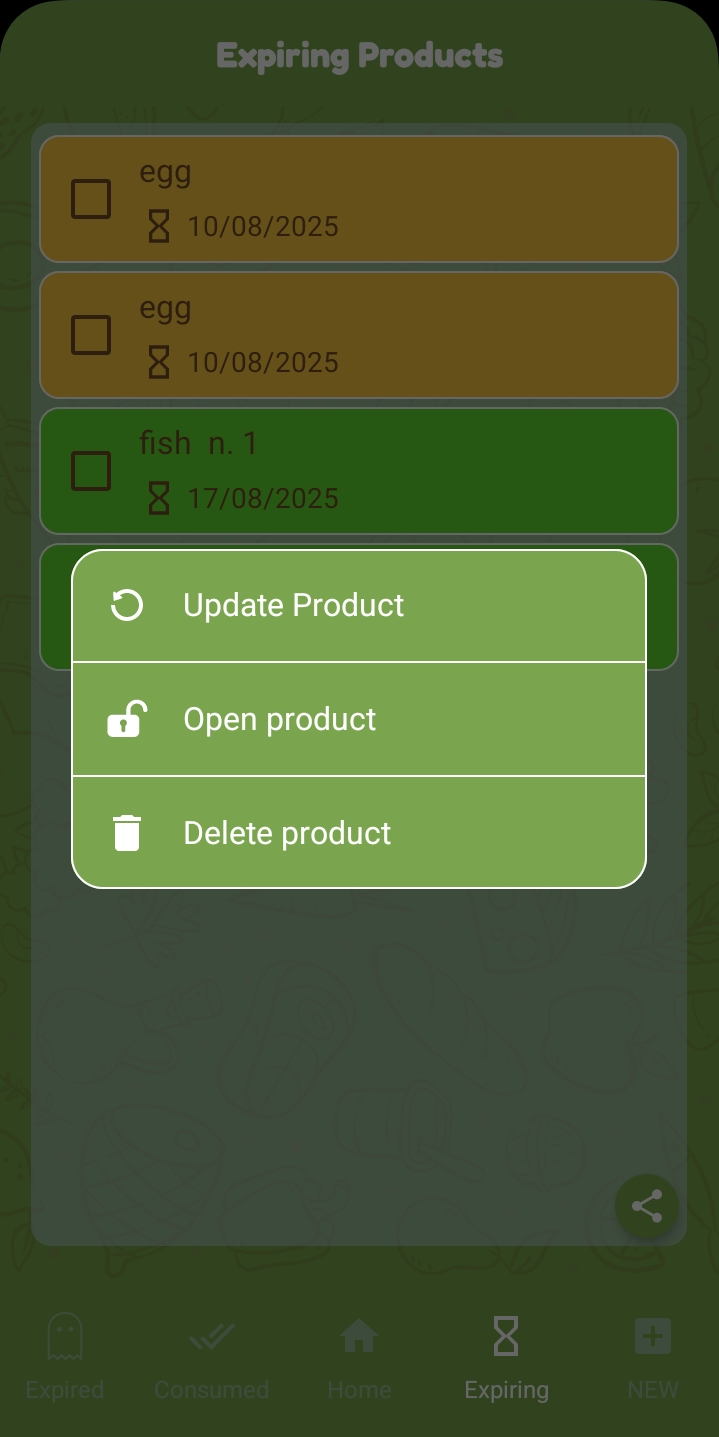 Expiring Products
egg
10/08/2025
egg
10/08/2025
fish  n. 1
17/08/2025
Update Product
Open product
Delete product
Expired
Consumed
Home
Expiring
NEW